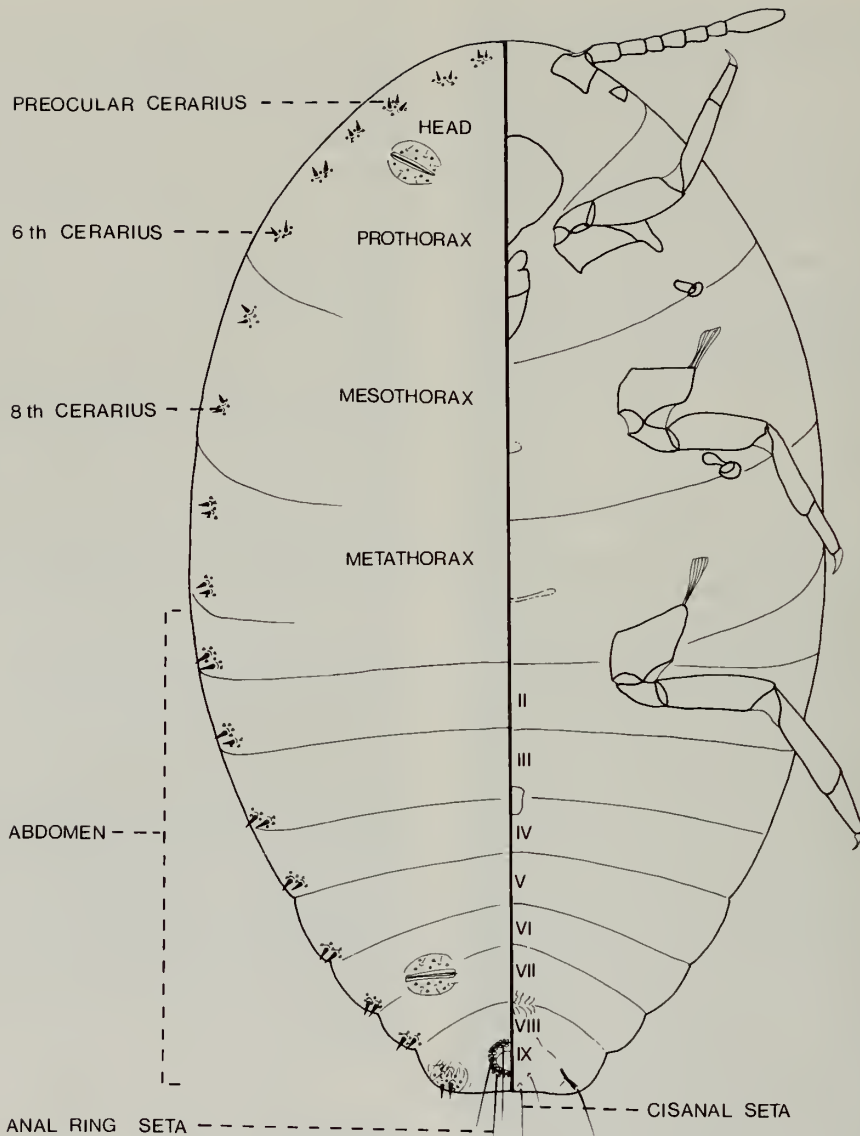 PREOCULAR CERARIUS
HEAD
6 th CERARIUS
PROTHORAX
8 th CERARIUS
MESOTHORAX
METATHORAX
II
III
ABDOMEN
IV
V
VI
VII
VIII
IX
CISANAL SETA
ANAL RING SETA